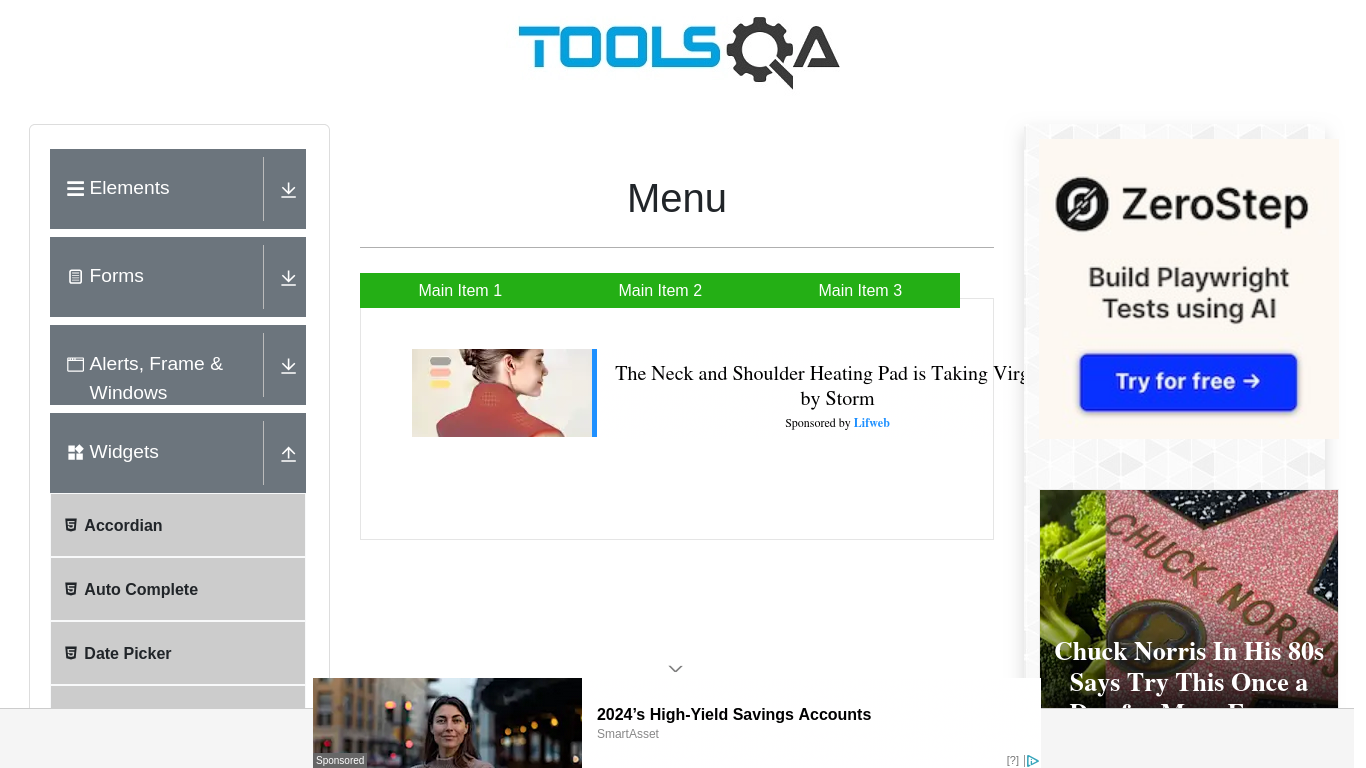 TOOLSQA
Elements
Forms
Alerts, Frame &
Windows
Widgets
Accordian
Auto Complete
Date Picker
Menu
Main Item 1
Main Item 2
Main Item 3
The Neck and Shoulder Heating Pad is Taking Virg
by Storm
Sponsored by Lifweb
ZeroStep
Build Playwright
Tests using AI
Try for free →
CHUCK NORRIS
Chuck Norris In His 80s
Says Try This Once a
Sponsored
2024’s High-Yield Savings Accounts
SmartAsset
[?]